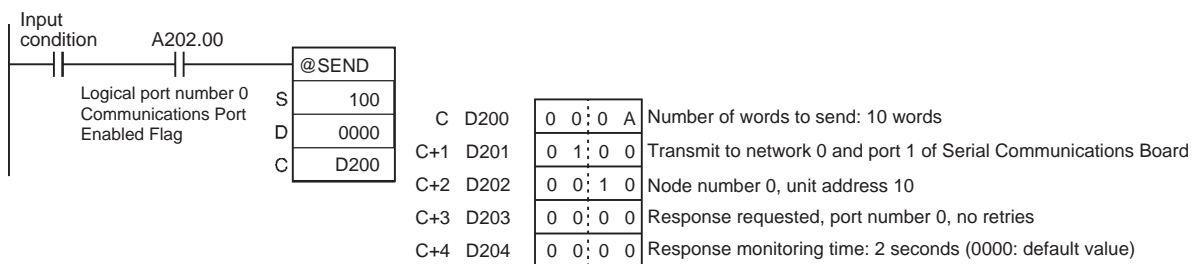 Input
condition
A202.00
@SEND
Logical port number 0
Communications Port
Enabled Flag
S 100
D 0000
C D200
C D200 0 0 0 A Number of words to send: 10 words
C+1 D201 0 1 0 0 Transmit to network 0 and port 1 of Serial Communications Board
C+2 D202 0 0 1 0 Node number 0, unit address 10
C+3 D203 0 0 0 0 Response requested, port number 0, no retries
C+4 D204 0 0 0 0 Response monitoring time: 2 seconds (0000: default value)